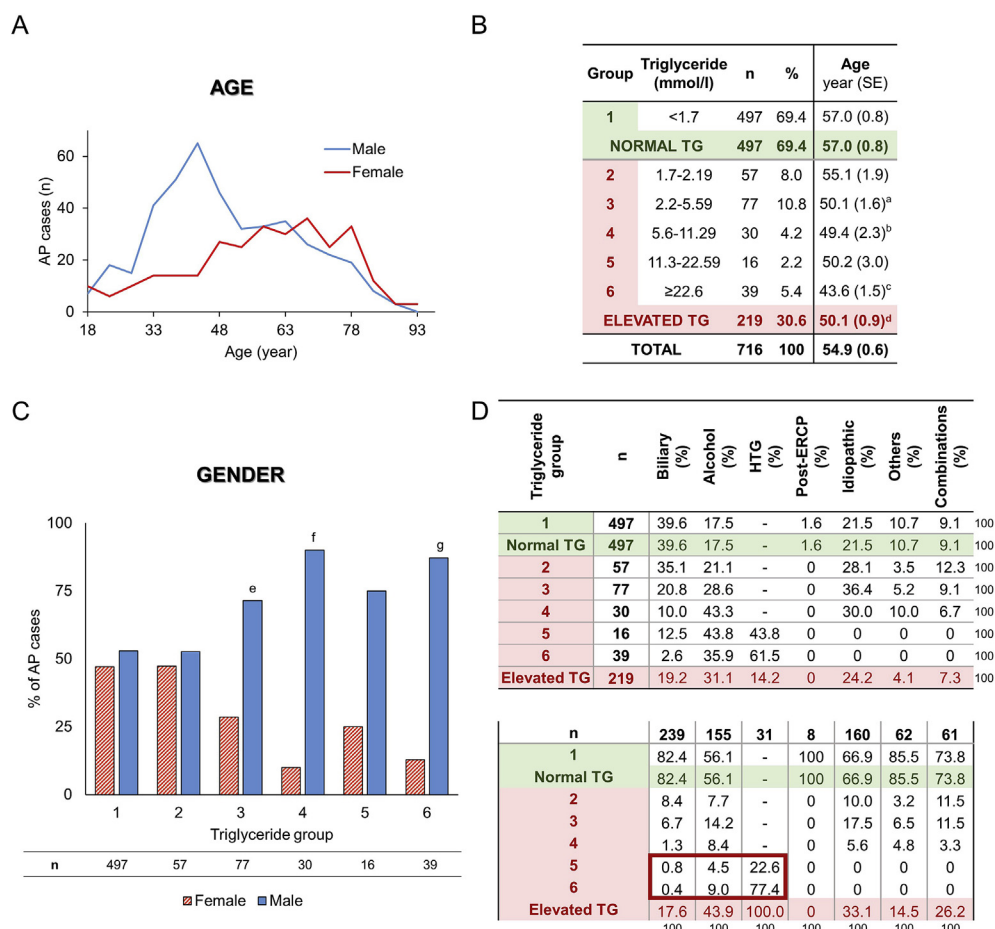 A
AGE
AP cases (n)
60
40
20
0
18 33 48 63 78 93
Age (year)
Male
Female
B
Group Triglyceride (mmol/l) n % Age year (SE)
1 <1.7 497 69.4 57.0 (0.8)
NORMAL TG 497 69.4 57.0 (0.8)
2 1.7-2.19 57 8.0 55.1 (1.9)
3 2.2-5.59 77 10.8 50.1 (1.6)a
4 5.6-11.29 30 4.2 49.4 (2.3)b
5 11.3-22.59 16 2.2 50.2 (3.0)
6 ≥22.6 39 5.4 43.6 (1.5)c
ELEVATED TG 219 30.6 50.1 (0.9)d
TOTAL 716 100 54.9 (0.6)
C
GENDER
% of AP cases
100
75
50
25
0
e f g
1 2 3 4 5 6
Triglyceride group
n 497 57 77 30 16 39
Female Male
D
Triglyceride group n Biliary (%) Alcohol (%) HTG (%) Post-ERCP (%) Idiopathic (%) Others (%) Combinations (%)
1 497 39.6 17.5 - 1.6 21.5 10.7 9.1 100
Normal TG 497 39.6 17.5 - 1.6 21.5 10.7 9.1 100
2 57 35.1 21.1 - 0 28.1 3.5 12.3 100
3 77 20.8 28.6 - 0 36.4 5.2 9.1 100
4 30 10.0 43.3 - 0 30.0 10.0 6.7 100
5 16 12.5 43.8 43.8 0 0 0 0 100
6 39 2.6 35.9 61.5 0 0 0 0 100
Elevated TG 219 19.2 31.1 14.2 0 24.2 4.1 7.3 100
n 239 155 31 8 160 62 61
1 82.4 56.1 - 100 66.9 85.5 73.8
Normal TG 82.4 56.1 - 100 66.9 85.5 73.8
2 8.4 7.7 - 0 10.0 3.2 11.5
3 6.7 14.2 - 0 17.5 6.5 11.5
4 1.3 8.4 - 0 5.6 4.8 3.3
5 0.8 4.5 22.6 0 0 0 0
6 0.4 9.0 77.4 0 0 0 0
Elevated TG 17.6 43.9 100.0 0 33.1 14.5 26.2
100 100 100 100 100 100 100